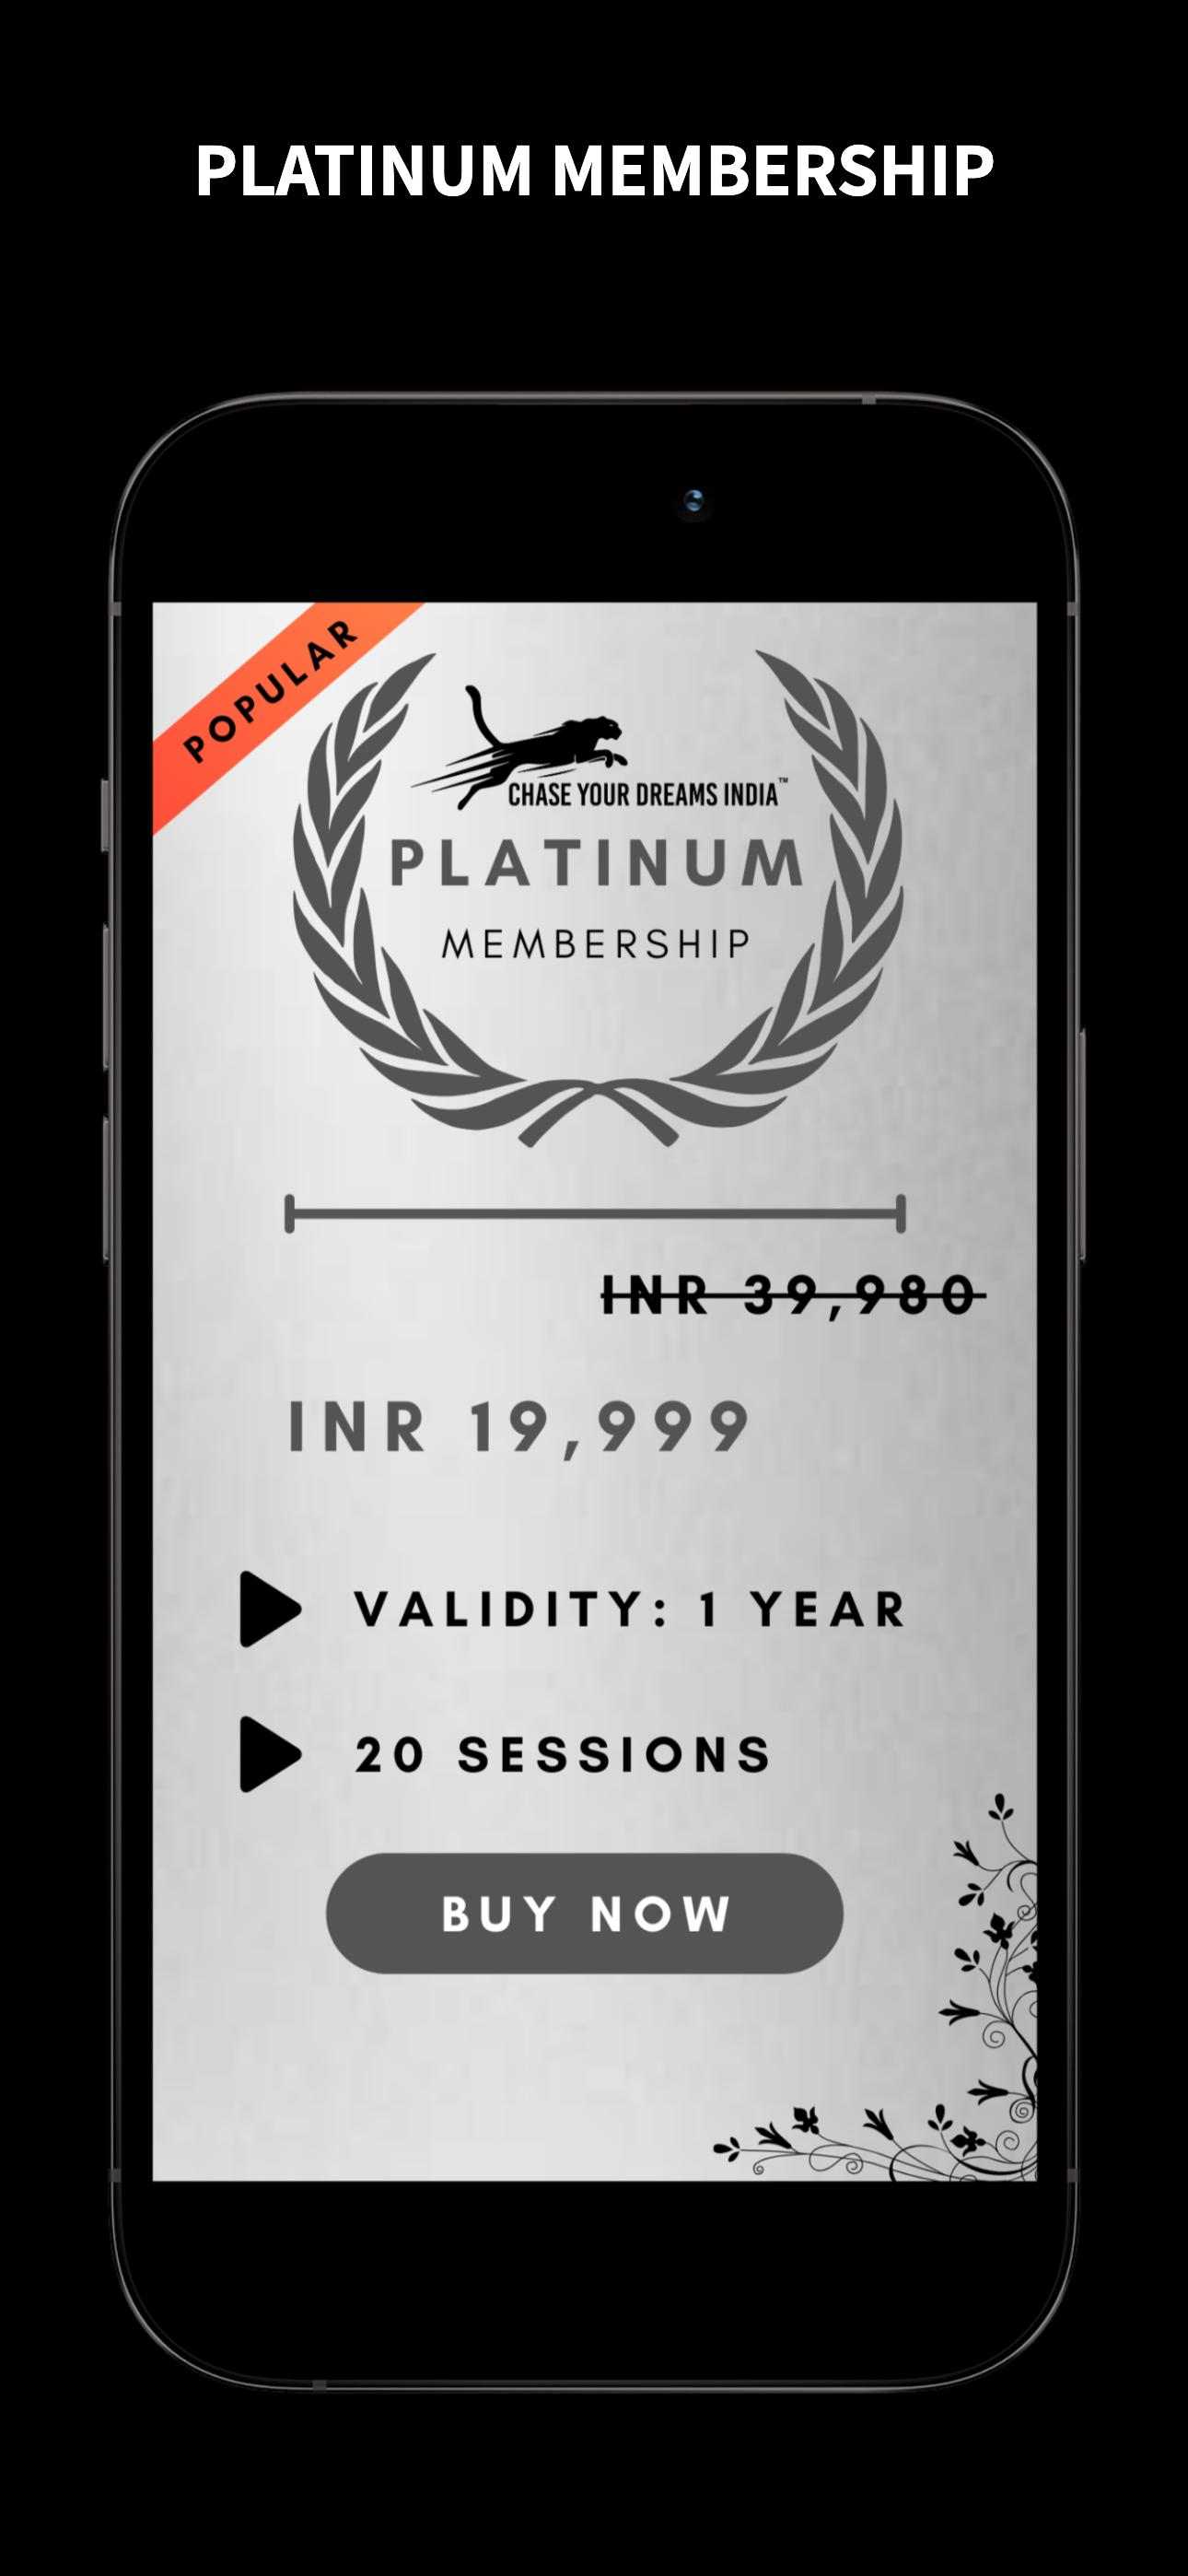 PLATINUM MEMBERSHIP
POPULAR
CHASE YOUR DREAMS INDIA™
PLATINUM
MEMBERSHIP
INR 39,980
INR 19,999
VALIDITY: 1 YEAR
20 SESSIONS
BUY NOW